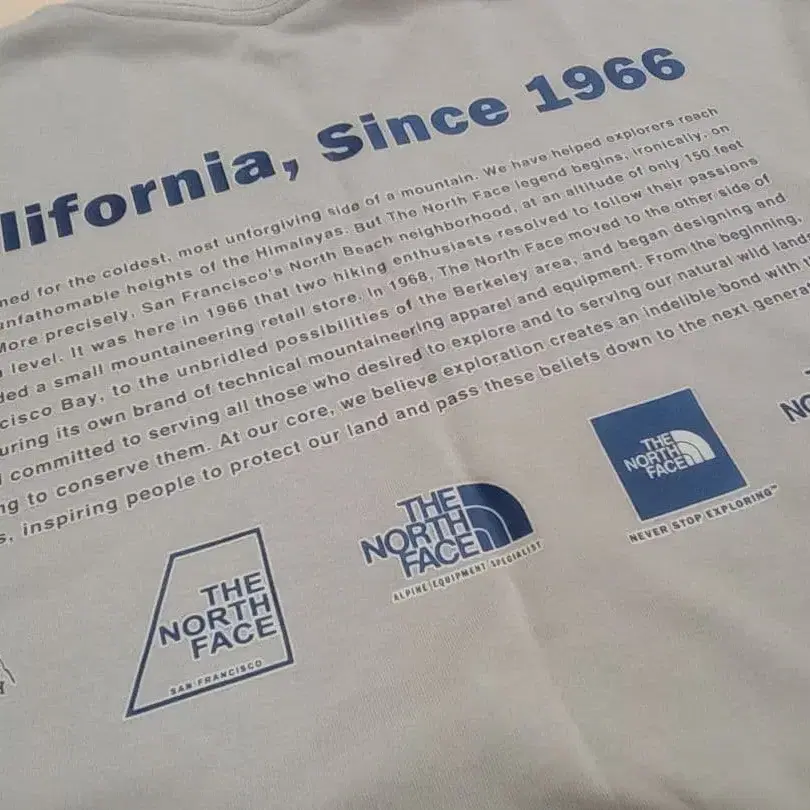 lifornia, Since 1966
ned for the coldest, most unforgiving side of a mountain. We have helped explorers reach
unfathomable heights of the Himalayas. But The North Face legend begins, ironically, on
More precisely, San Francisco's North Beach neighborhood, at an altitude of only 150 feet
level. It was here in 1966 that two hiking enthusiasts resolved to follow their passions
ded a small mountaineering retail store. In 1968, The North Face moved to the other side of
cisco Bay, to the unbridled possibilities of the Berkeley area, and began designing and
uring its own brand of technical mountaineering apparel and equipment. From the beginning,
committed to serving all those who desired to explore and to serving our natural wild lands
ng to conserve them. At our core, we believe exploration creates an indelible bond with
s, inspiring people to protect our land and pass these beliefs down to the next generat
THE
NORTH
FACE
SAN FRANCISCO
THE
NORTH
FACE
ALPINE EQUIPMENT SPECIALIST
THE
NORTH
FACE
NEVER STOP EXPLORING™
NO